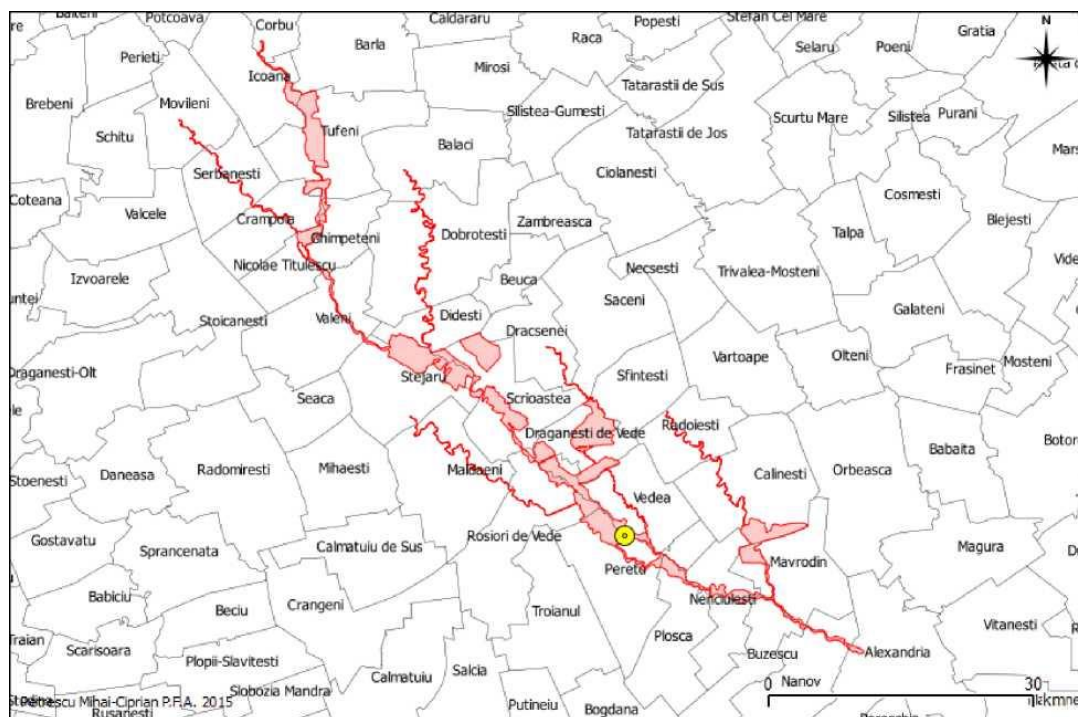 Balteni
Potcoava
Corbu
Caldararu
Popesti
Stefan Cel Mare
Gratia
N
Perieti
Barla
Raca
Selaru
Poeni
Icoana
Mirosi
Brebeni
Movileni
Tatarastii de Sus
Silistea-Gumesti
Scurtu Mare
Silistea
Purani
Schitu
Tufeni
Balaci
Tatarastii de Jos
Serbanesti
Ciolanesti
Cosmesti
Coteana
Valcele
Crampoia
Ghimpeteni
Dobrotesti
Zambreasca
Talpa
Blejesti
Izvoarele
Nicolae Titulescu
Beuca
Necsesti
Trivalea-Mosteni
Stoicanesti
Valeni
Didesti
Saceni
Galateni
Dracsenei
Draganesti-Olt
Stejaru
Sfintesti
Vartoape
Olteni
Frasinet
Mosteni
Seaca
Scrioastea
Draganesti de Vede
Radoiesti
Babaita
Stoenesti
Daneasa
Radomiresti
Mihaesti
Maldaeni
Vedea
Calinesti
Orbeasca
Gostavatu
Sprancenata
Calmatuiu de Sus
Rosiori de Vede
Peretu
Mavrodin
Magura
Babiciu
Beciu
Crangeni
Troianul
Nenciulesti
Traian
Scarisoara
Plopii-Slavitesti
Calmatuiu
Salcia
Plosca
Buzescu
Alexandria
Vitanesti
Slobozia Mandra
Putineiu
Bogdana
Nanov
0
30
Petrescu Mihai-Ciprian P.F.A. 2015
Rusanesti